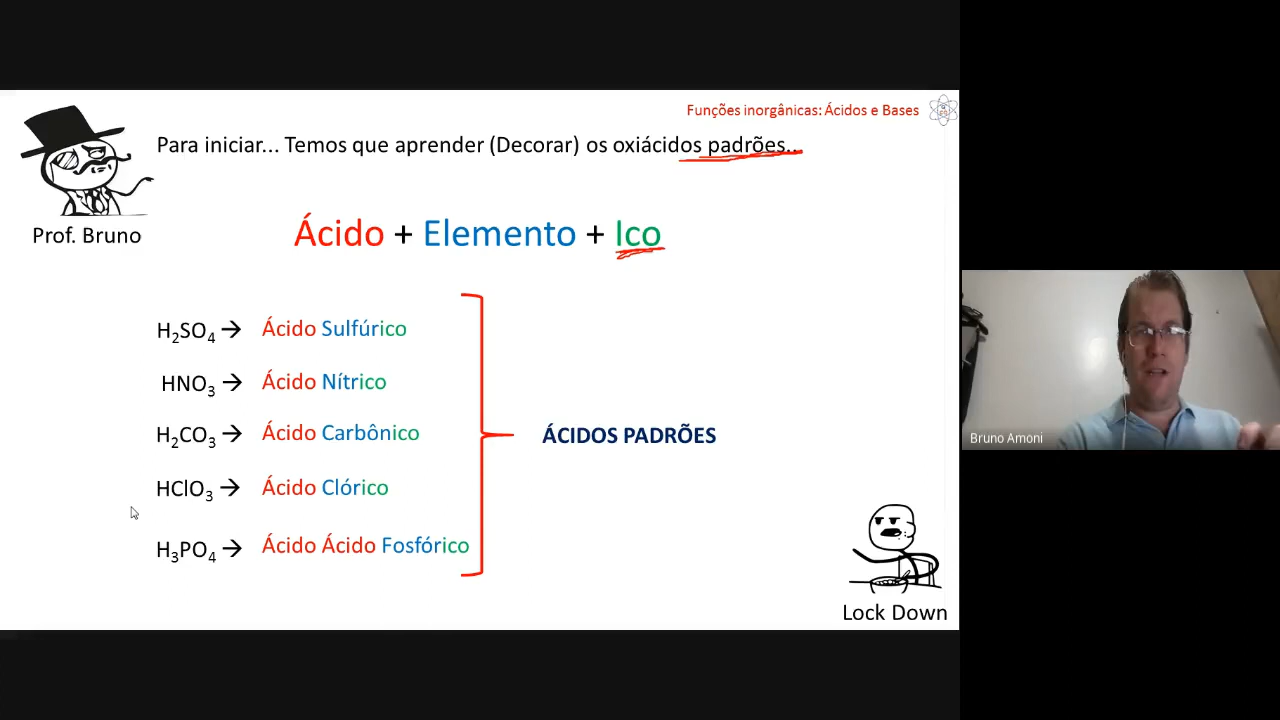 Funções inorgânicas: Ácidos e Bases
Para iniciar... Temos que aprender (Decorar) os oxiácidos padrões..
Prof. Bruno
Ácido + Elemento + Ico
H₂SO₄ → Ácido Sulfúrico
HNO₃ → Ácido Nítrico
H₂CO₃ → Ácido Carbônico
HClO₃ → Ácido Clórico
H₃PO₄ → Ácido Ácido Fosfórico
ÁCIDOS PADRÕES
Lock Down
Bruno Amoni